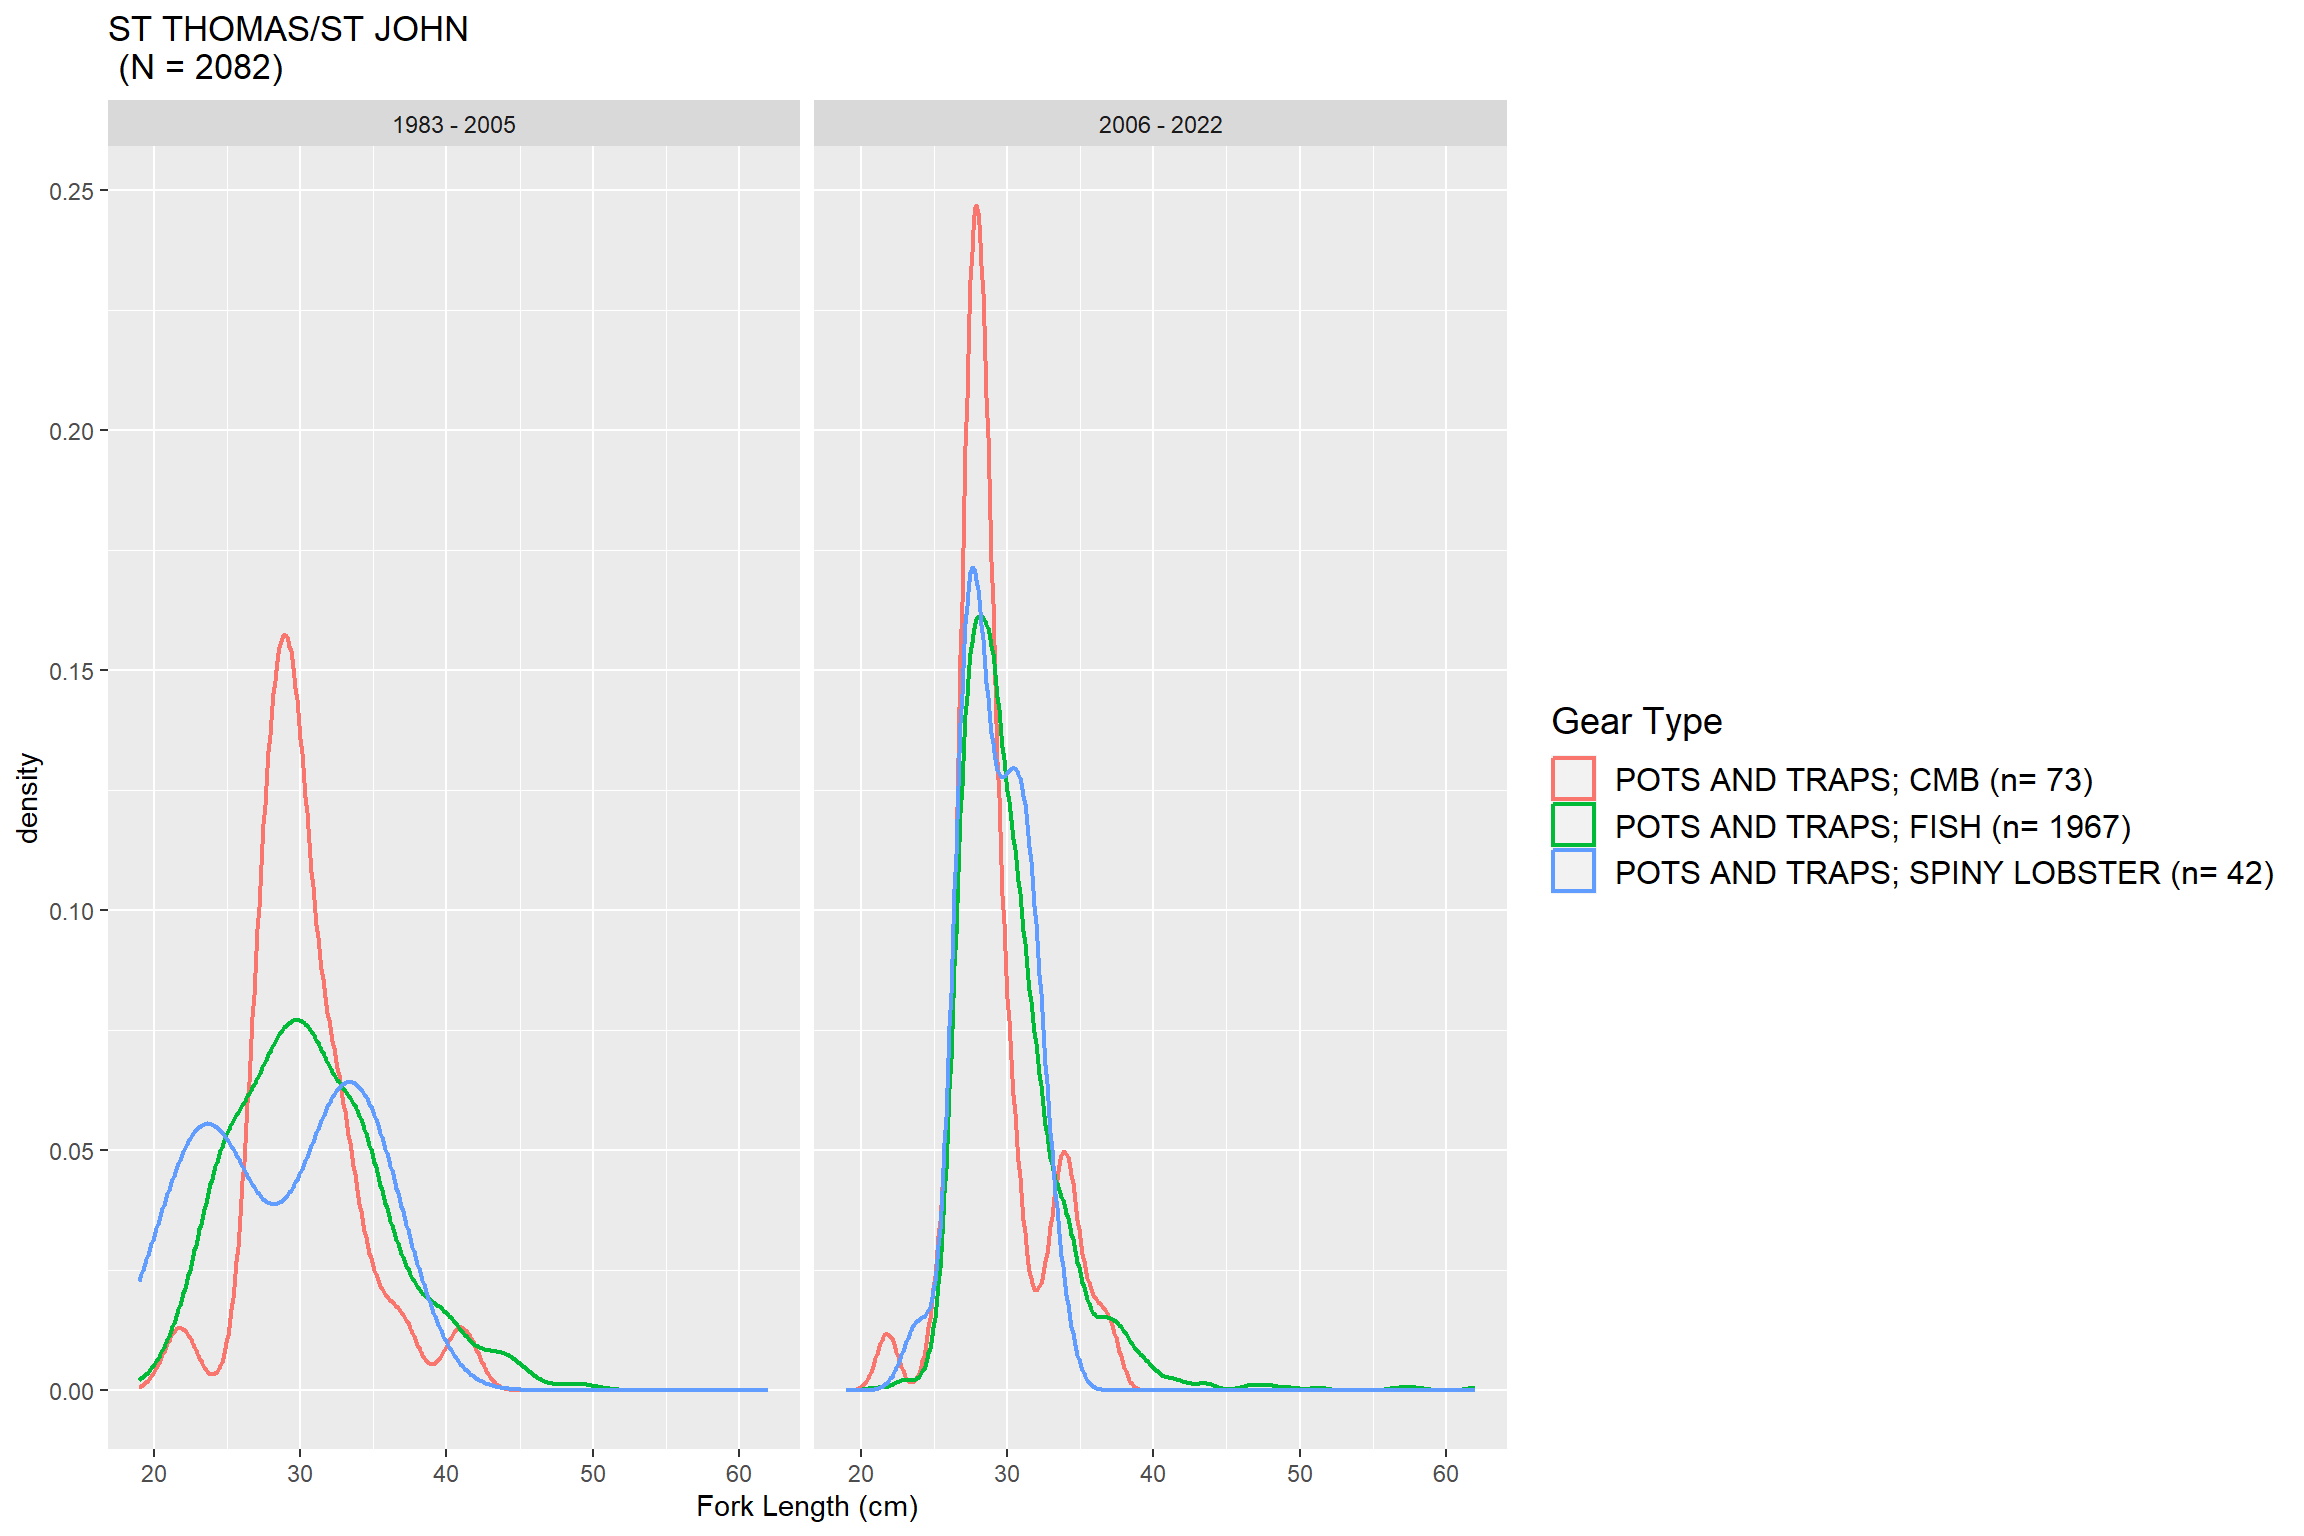 ST THOMAS/ST JOHN
(N = 2082)
1983 - 2005
2006 - 2022
0.25
0.20
0.15
0.10
0.05
0.00
density
20 30 40 50 60
20 30 40 50 60
Fork Length (cm)
Gear Type
POTS AND TRAPS; CMB (n= 73)
POTS AND TRAPS; FISH (n= 1967)
POTS AND TRAPS; SPINY LOBSTER (n= 42)